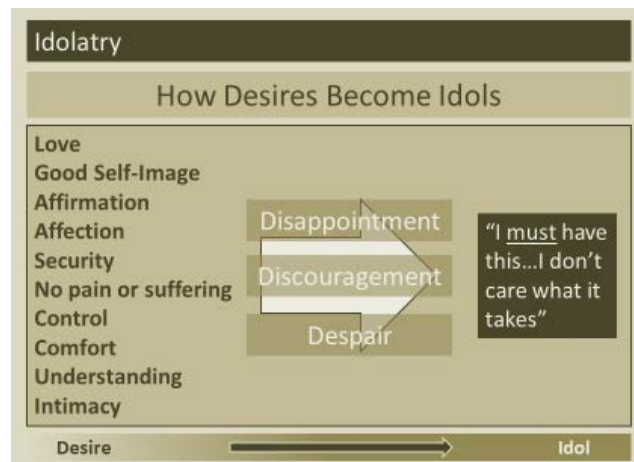 Idolatry
How Desires Become Idols
Love
Good Self-Image
Affirmation
Affection
Security
No pain or suffering
Control
Comfort
Understanding
Intimacy
Disappointment
Discouragement
Despair
“I must have
this...I don’t
care what it
takes”
Desire
Idol